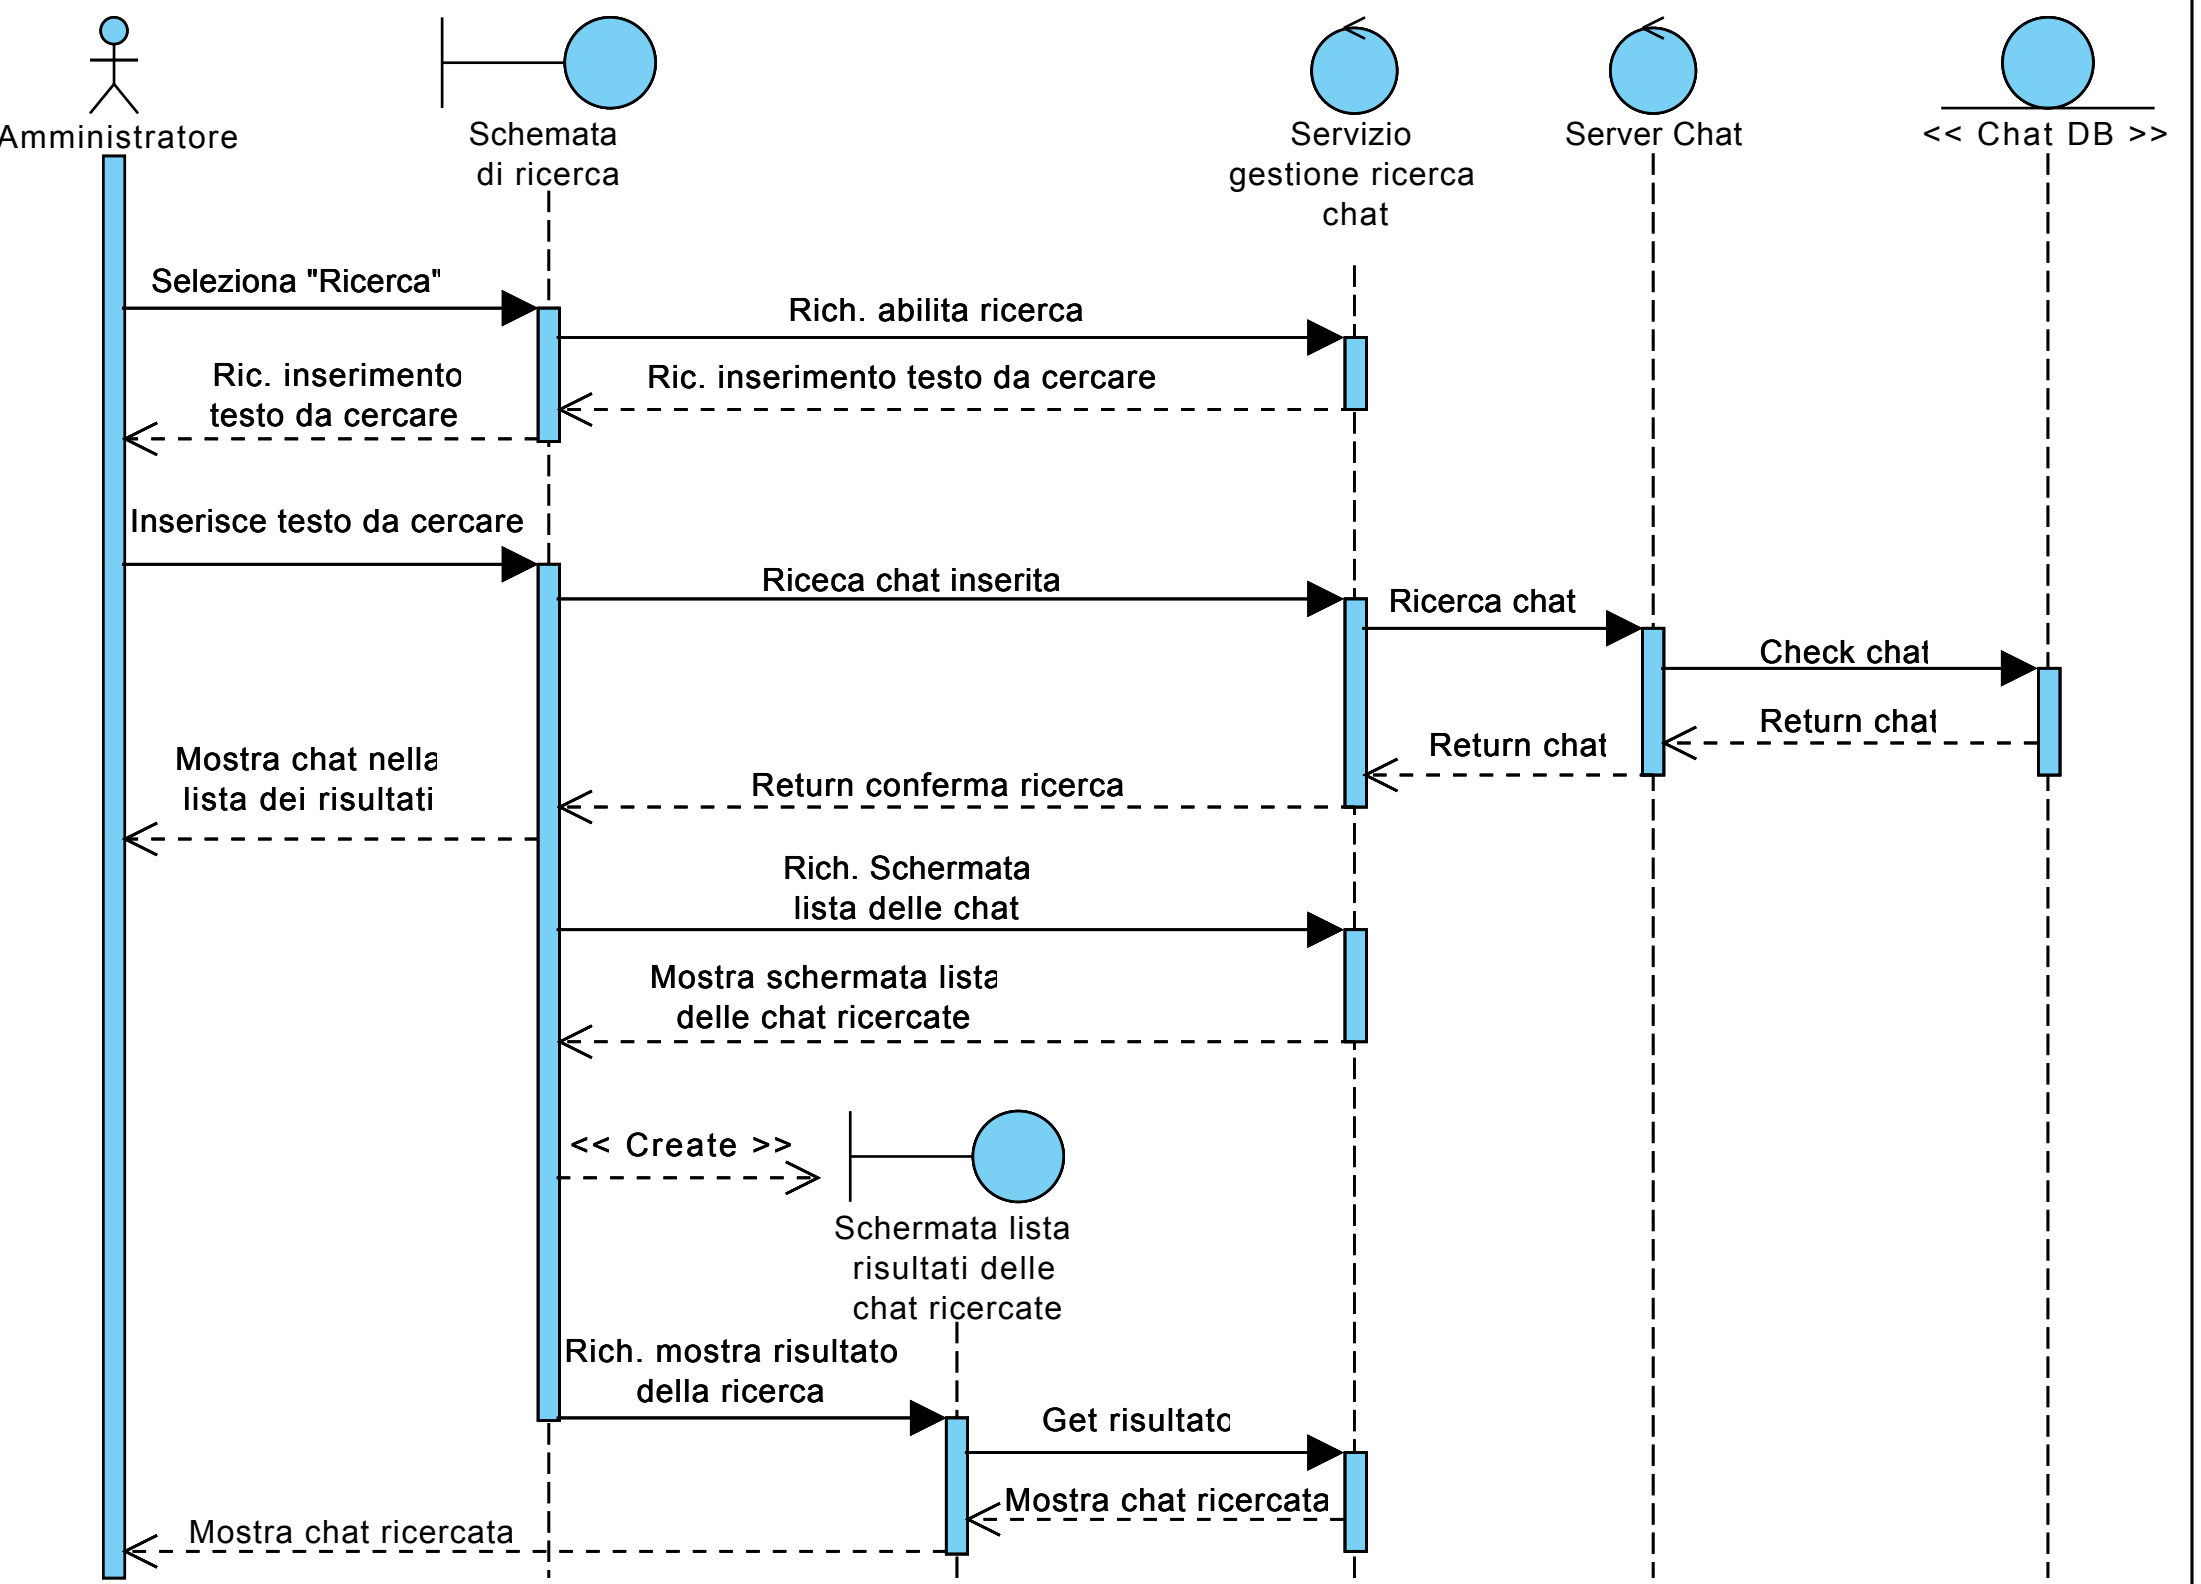 Amministratore
Schemata
di ricerca
Servizio
gestione ricerca
chat
Server Chat
<< Chat DB >>
Seleziona "Ricerca"
Rich. abilita ricerca
Ric. inserimento
testo da cercare
Ric. inserimento testo da cercare
Inserisce testo da cercare
Riceca chat inserita
Ricerca chat
Check chat
Return chat
Return chat
Return conferma ricerca
Mostra chat nella
lista dei risultati
Rich. Schermata
lista delle chat
Mostra schermata lista
delle chat ricercate
<< Create >>
Schermata lista
risultati delle
chat ricercate
Rich. mostra risultato
della ricerca
Get risultato
Mostra chat ricercata
Mostra chat ricercata